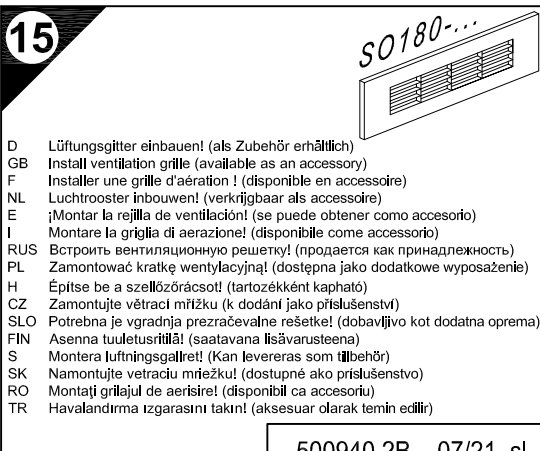 15
SO180-...
D Lüftungsgitter einbauen! (als Zubehör erhältlich)
GB Install ventilation grille (available as an accessory)
F Installer une grille d'aération ! (disponible en accessoire)
NL Luchtrooster inbouwen! (verkrijgbaar als accessoire)
E ¡Montar la rejilla de ventilación! (se puede obtener como accesorio)
I Montare la griglia di aerazione! (disponibile come accessorio)
RUS Встроить вентиляционную решетку! (продается как принадлежность)
PL Zamontować kratkę wentylacyjną! (dostępna jako dodatkowe wyposażenie)
H Építse be a szellőzőrácsot! (tartozékként kapható)
CZ Zamontujte větrací mřížku (k dodání jako příslušenství)
SLO Potrebna je vgradnja prezračevalne rešetke! (dobavljivo kot dodatna oprema)
FIN Asenna tuuletusritilä! (saatavana lisävarusteena)
S Montera luftningsgallret! (Kan levereras som tillbehör)
SK Namontujte vetraciu mriežku! (dostupné ako príslušenstvo)
RO Montaţi grilajul de aerisire! (disponibil ca accesoriu)
TR Havalandırma ızgarasını takın! (aksesuar olarak temin edilir)
500940.2B 07/21 sl